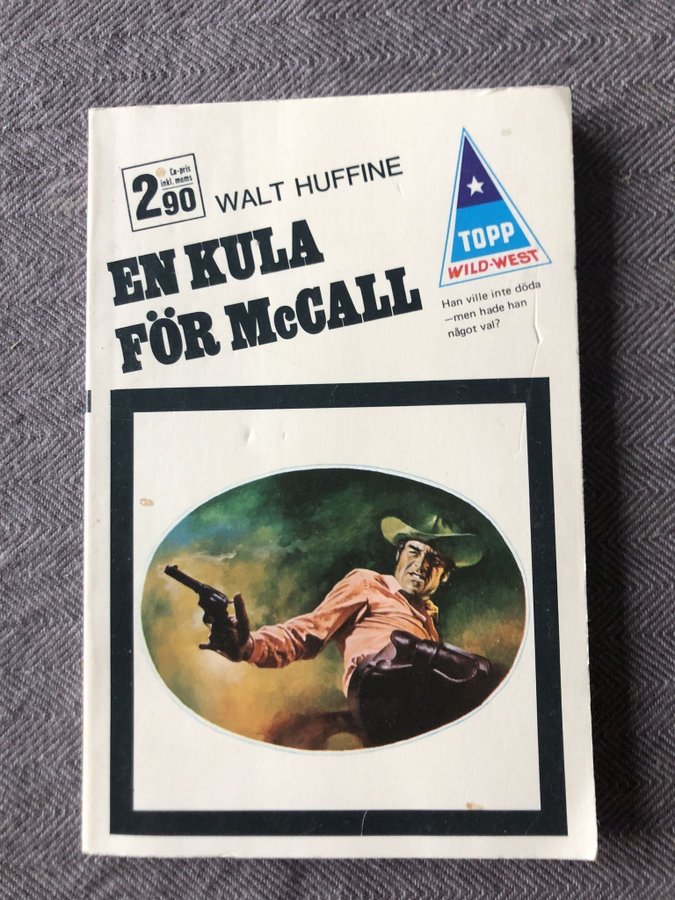 Ca-pris
inkl. moms
2 90
WALT HUFFINE
EN KULA
FÖR McCALL
TOPP
WILD-WEST
Han ville inte döda
—men hade han
något val?